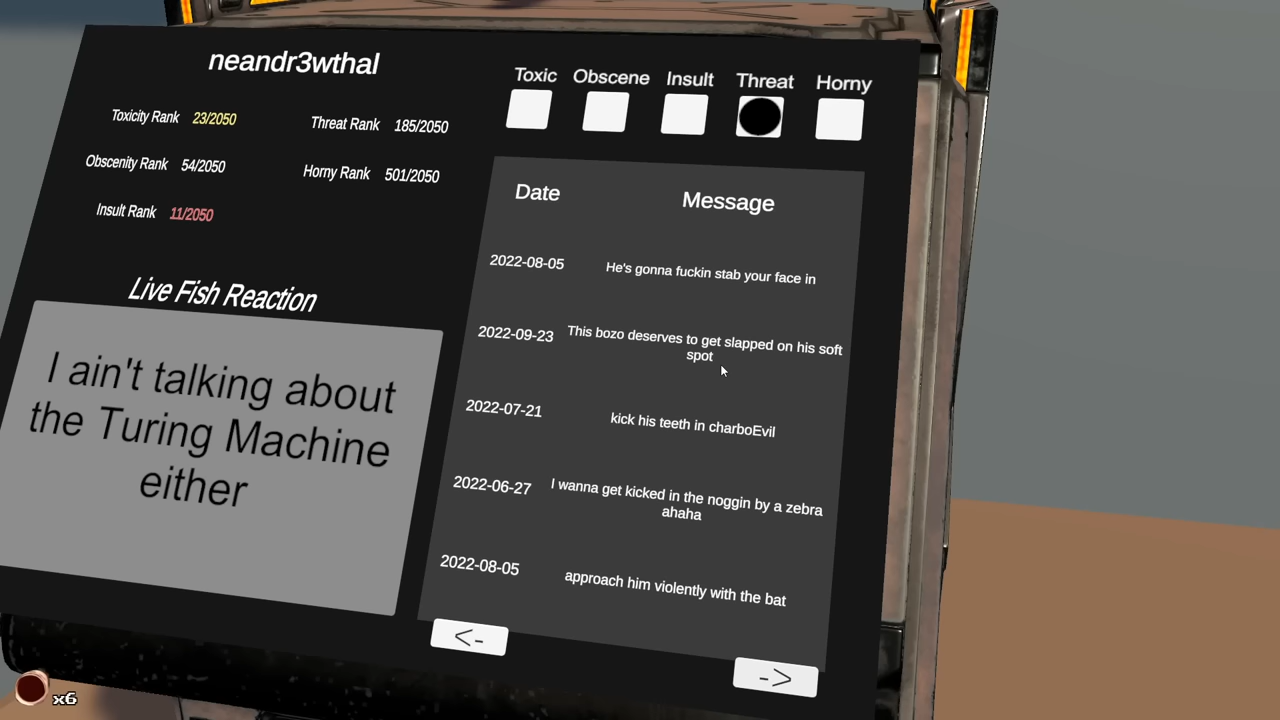 neandr3wthal
Toxicity Rank 23/2050
Threat Rank 185/2050
Obscenity Rank 54/2050
Horny Rank 501/2050
Insult Rank 11/2050
Live Fish Reaction
I ain't talking about
the Turing Machine
either
Toxic Obscene Insult Threat Horny
Date Message
2022-08-05 He's gonna fuckin stab your face in
2022-09-23 This bozo deserves to get slapped on his soft
spot
2022-07-21 kick his teeth in charboEvil
2022-06-27 I wanna get kicked in the noggin by a zebra
ahaha
2022-08-05 approach him violently with the bat
<- ->
x6